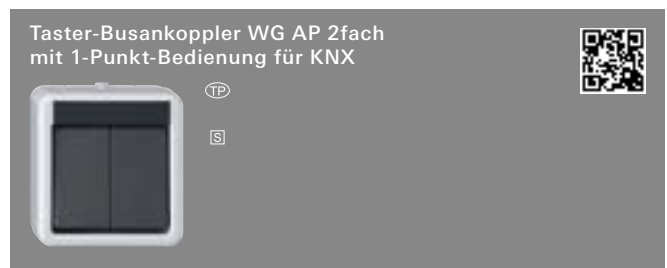 Taster-Busankoppler WG AP 2fach
mit 1-Punkt-Bedienung für KNX
TP
S